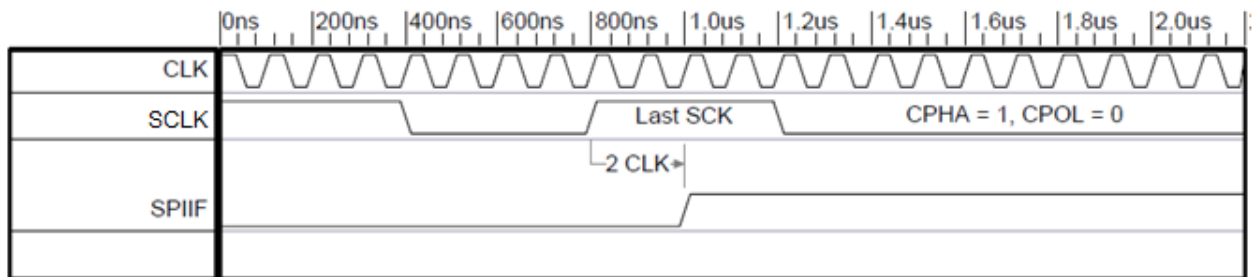 0ns 200ns 400ns 600ns 800ns 1.0us 1.2us 1.4us 1.6us 1.8us 2.0us
CLK
SCLK Last SCK CPHA = 1, CPOL = 0
2 CLK
SPIIF